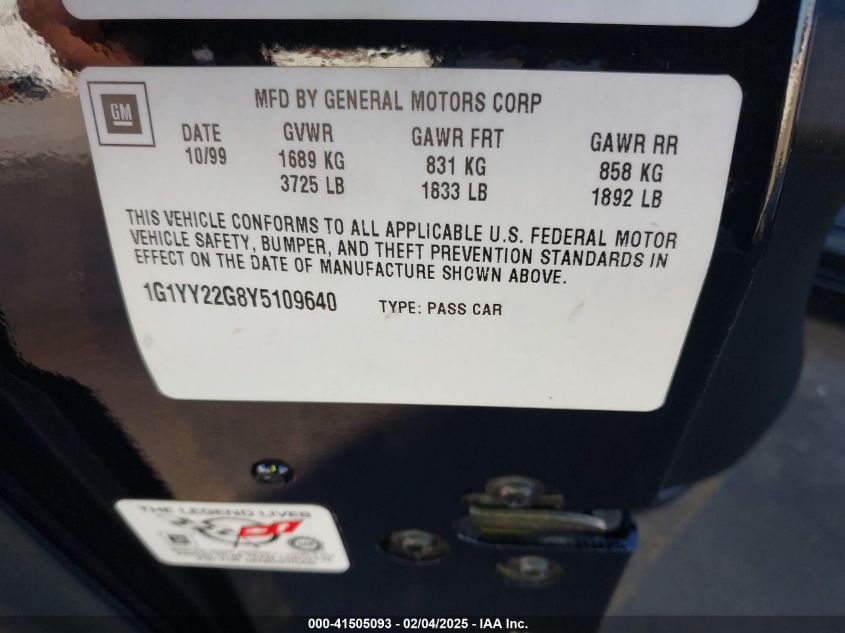 GM
MFD BY GENERAL MOTORS CORP
DATE GVWR GAWR FRT GAWR RR
10/99 1689 KG 831 KG 858 KG
3725 LB 1833 LB 1892 LB
THIS VEHICLE CONFORMS TO ALL APPLICABLE U.S. FEDERAL MOTOR
VEHICLE SAFETY, BUMPER, AND THEFT PREVENTION STANDARDS IN
EFFECT ON THE DATE OF MANUFACTURE SHOWN ABOVE.
1G1YY22G8Y5109640 TYPE: PASS CAR
THE LEGEND LIVES
000-41505093 - 02/04/2025 - IAA Inc.